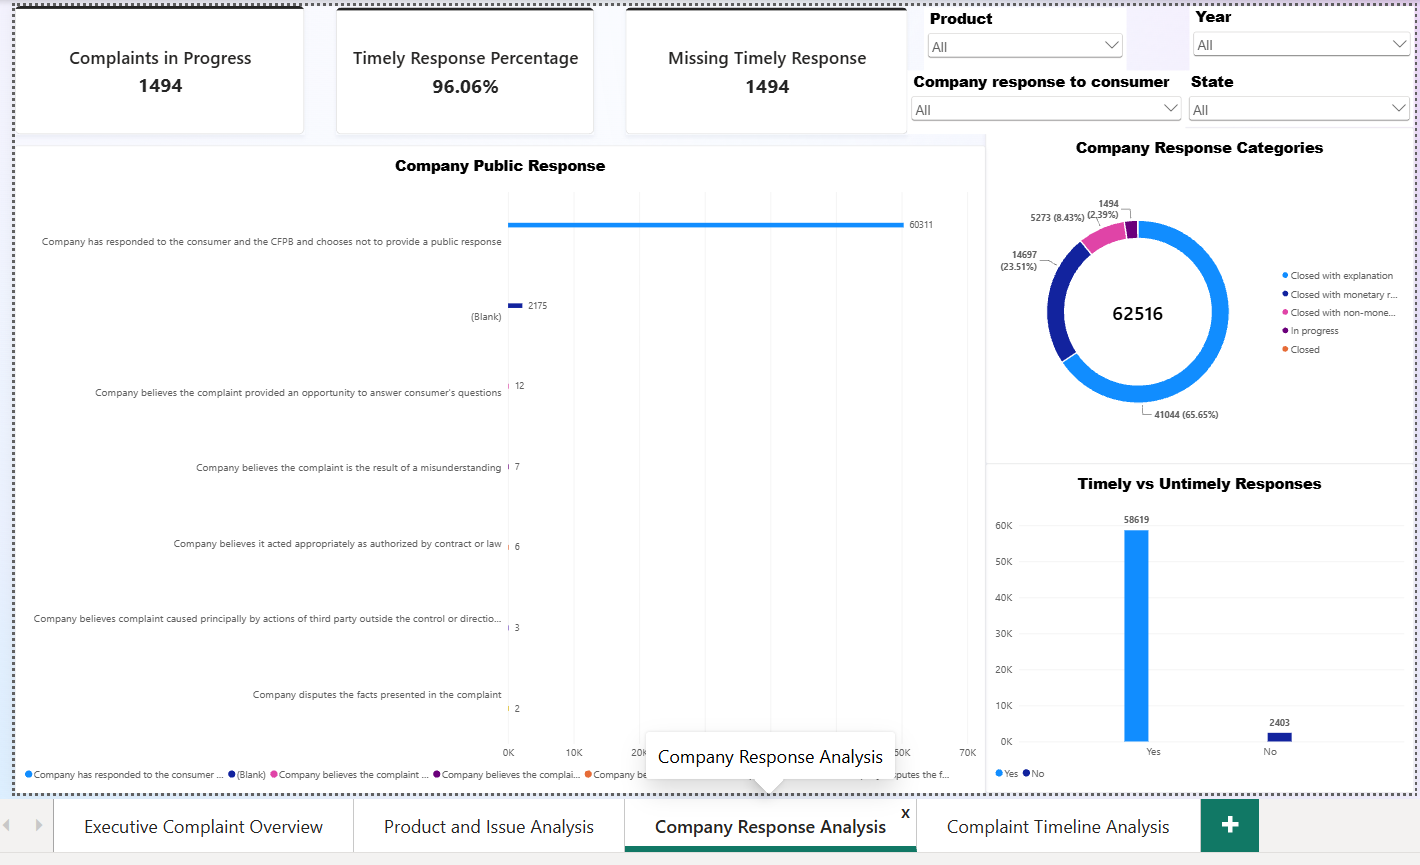 Complaints in Progress
1494
Timely Response Percentage
96.06%
Missing Timely Response
1494
Product
All
Year
All
Company response to consumer
All
State
All
Company Public Response
Company has responded to the consumer and the CFPB and chooses not to provide a public response
60311
(Blank)
2175
Company believes the complaint provided an opportunity to answer consumer's questions
12
Company believes the complaint is the result of a misunderstanding
7
Company believes it acted appropriately as authorized by contract or law
6
Company believes complaint caused principally by actions of third party outside the control or directio...
3
Company disputes the facts presented in the complaint
2
0K 10K 20K 60K 70K
Company has responded to the consumer ... (Blank) Company believes the complaint ... Company believes the complai... Company be
putes the f...
Company Response Categories
1494
(2.39%)
5273 (8.43%)
14697
(23.51%)
62516
41044 (65.65%)
Closed with explanation
Closed with monetary r...
Closed with non-mone...
In progress
Closed
Timely vs Untimely Responses
60K
50K
40K
30K
20K
10K
0K
58619
2403
Yes No
Yes No
Company Response Analysis
Executive Complaint Overview
Product and Issue Analysis
Company Response Analysis
x
Complaint Timeline Analysis
+